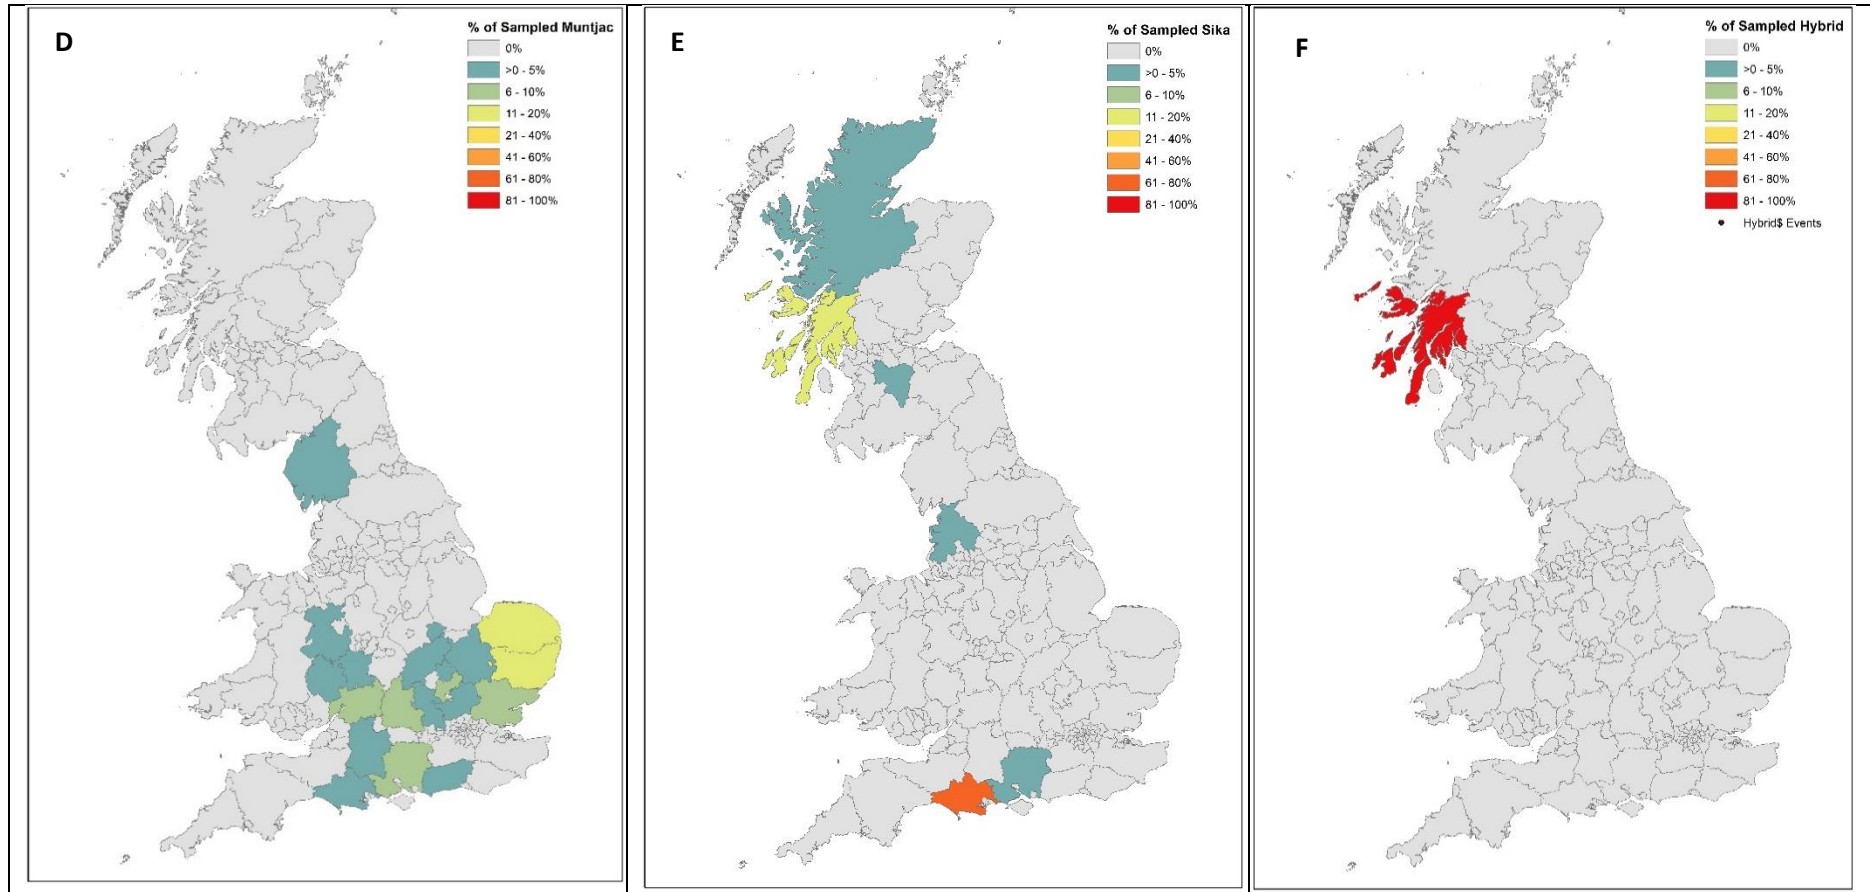 D
% of Sampled Muntjac
0%
>0 - 5%
6 - 10%
11 - 20%
21 - 40%
41 - 60%
61 - 80%
81 - 100%
E
% of Sampled Sika
0%
>0 - 5%
6 - 10%
11 - 20%
21 - 40%
41 - 60%
61 - 80%
81 - 100%
F
% of Sampled Hybrid
0%
>0 - 5%
6 - 10%
11 - 20%
21 - 40%
41 - 60%
61 - 80%
81 - 100%
Hybrid$ Events